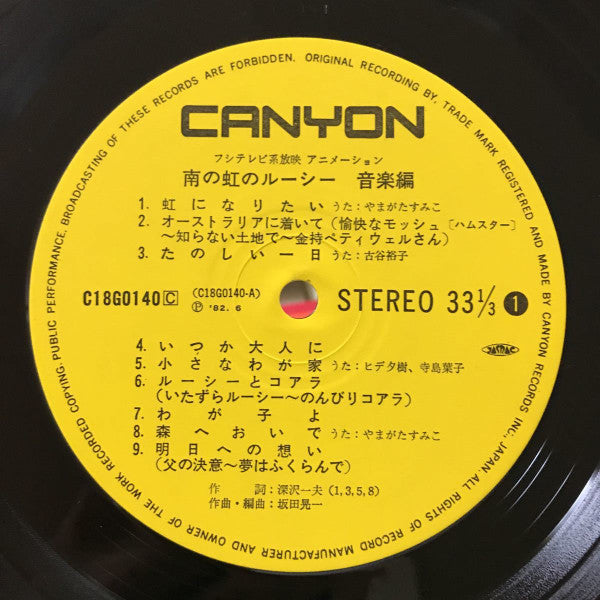 CANYON
フジテレビ系放映 アニメーション
南の虹のルーシー 音楽編
1. 虹になりたい うた:やまがたすみこ
2. オーストラリアに着いて(愉快なモッシュ〔ハムスター〕
～知らない土地で～金持ペティウェルさん)
3. たのしい一日 うた:古谷裕子
C18G0140 C
(C18G0140-A)
Ⓟ '82. 6
STEREO 33 1/3 1
JASRAC
4. いつか大人に
5. 小さなわが家 うた:ヒデ夕樹、寺島葉子
6. ルーシーとコアラ
(いたずらルーシー～のんびりコアラ)
7. わが子よ
8. 森へおいで うた:やまがたすみこ
9. 明日への想い
(父の決意～夢はふくらんで)
作 詞:深沢一夫(1,3,5,8)
作曲・編曲:坂田晃一
ALL RIGHTS OF RECORD MANUFACTURER AND OWNER OF THE WORK RECORDED COPYING PUBLIC PERFORMANCE, BROADCASTING OF THESE RECORDS ARE FORBIDDEN. ORIGINAL RECORDING BY, TRADE MARK REGISTERED AND MADE BY CANYON RECORDS INC., JAPAN.